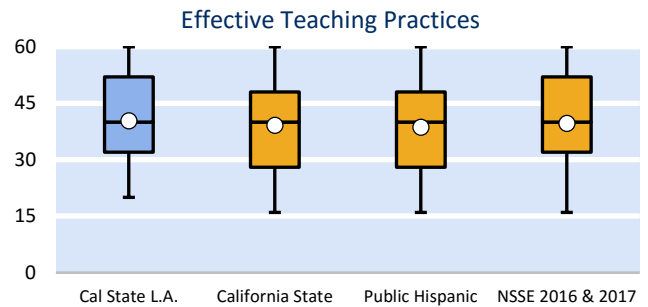 Effective Teaching Practices
60
45
30
15
0
Cal State L.A. California State Public Hispanic NSSE 2016 & 2017